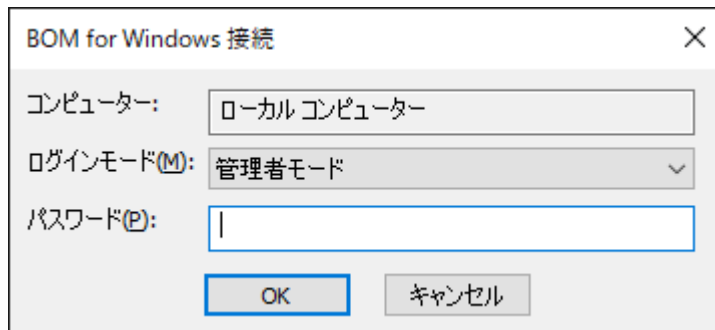 BOM for Windows 接続
コンピューター: ローカル コンピューター
ログインモード(M): 管理者モード
パスワード(P):
OK キャンセル